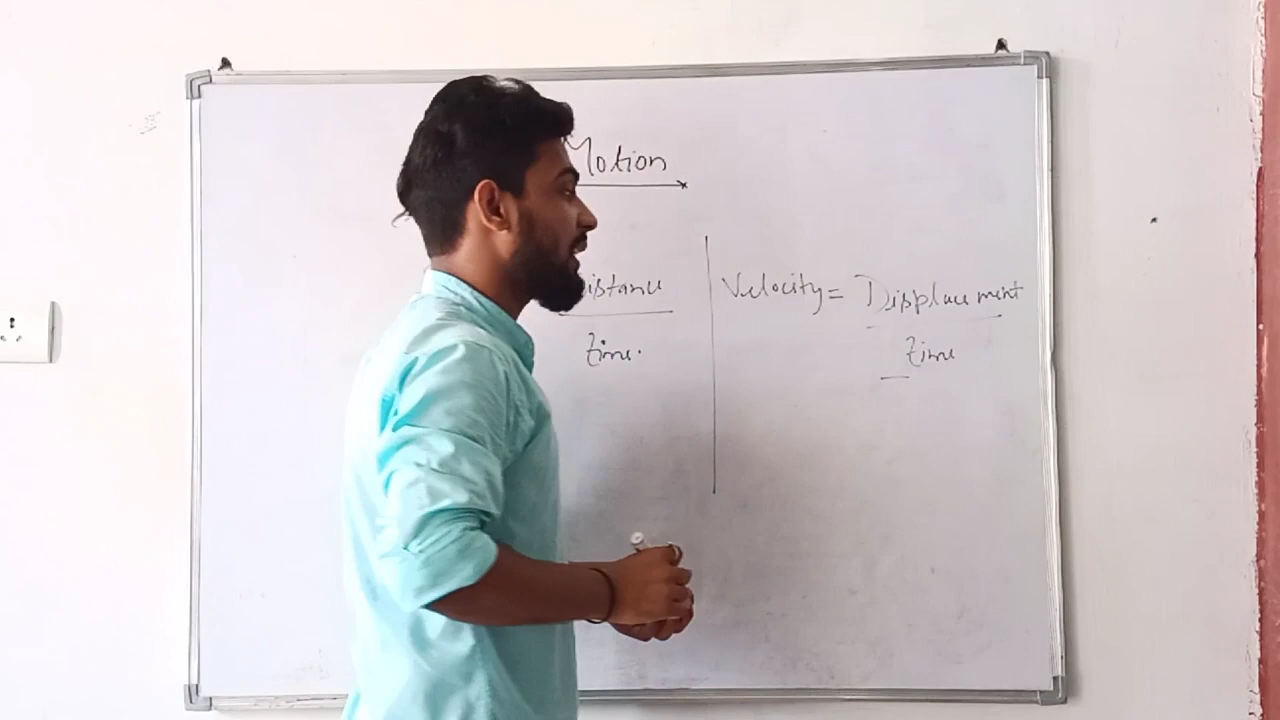 Motion
istance
time.
Velocity = Displacement
time